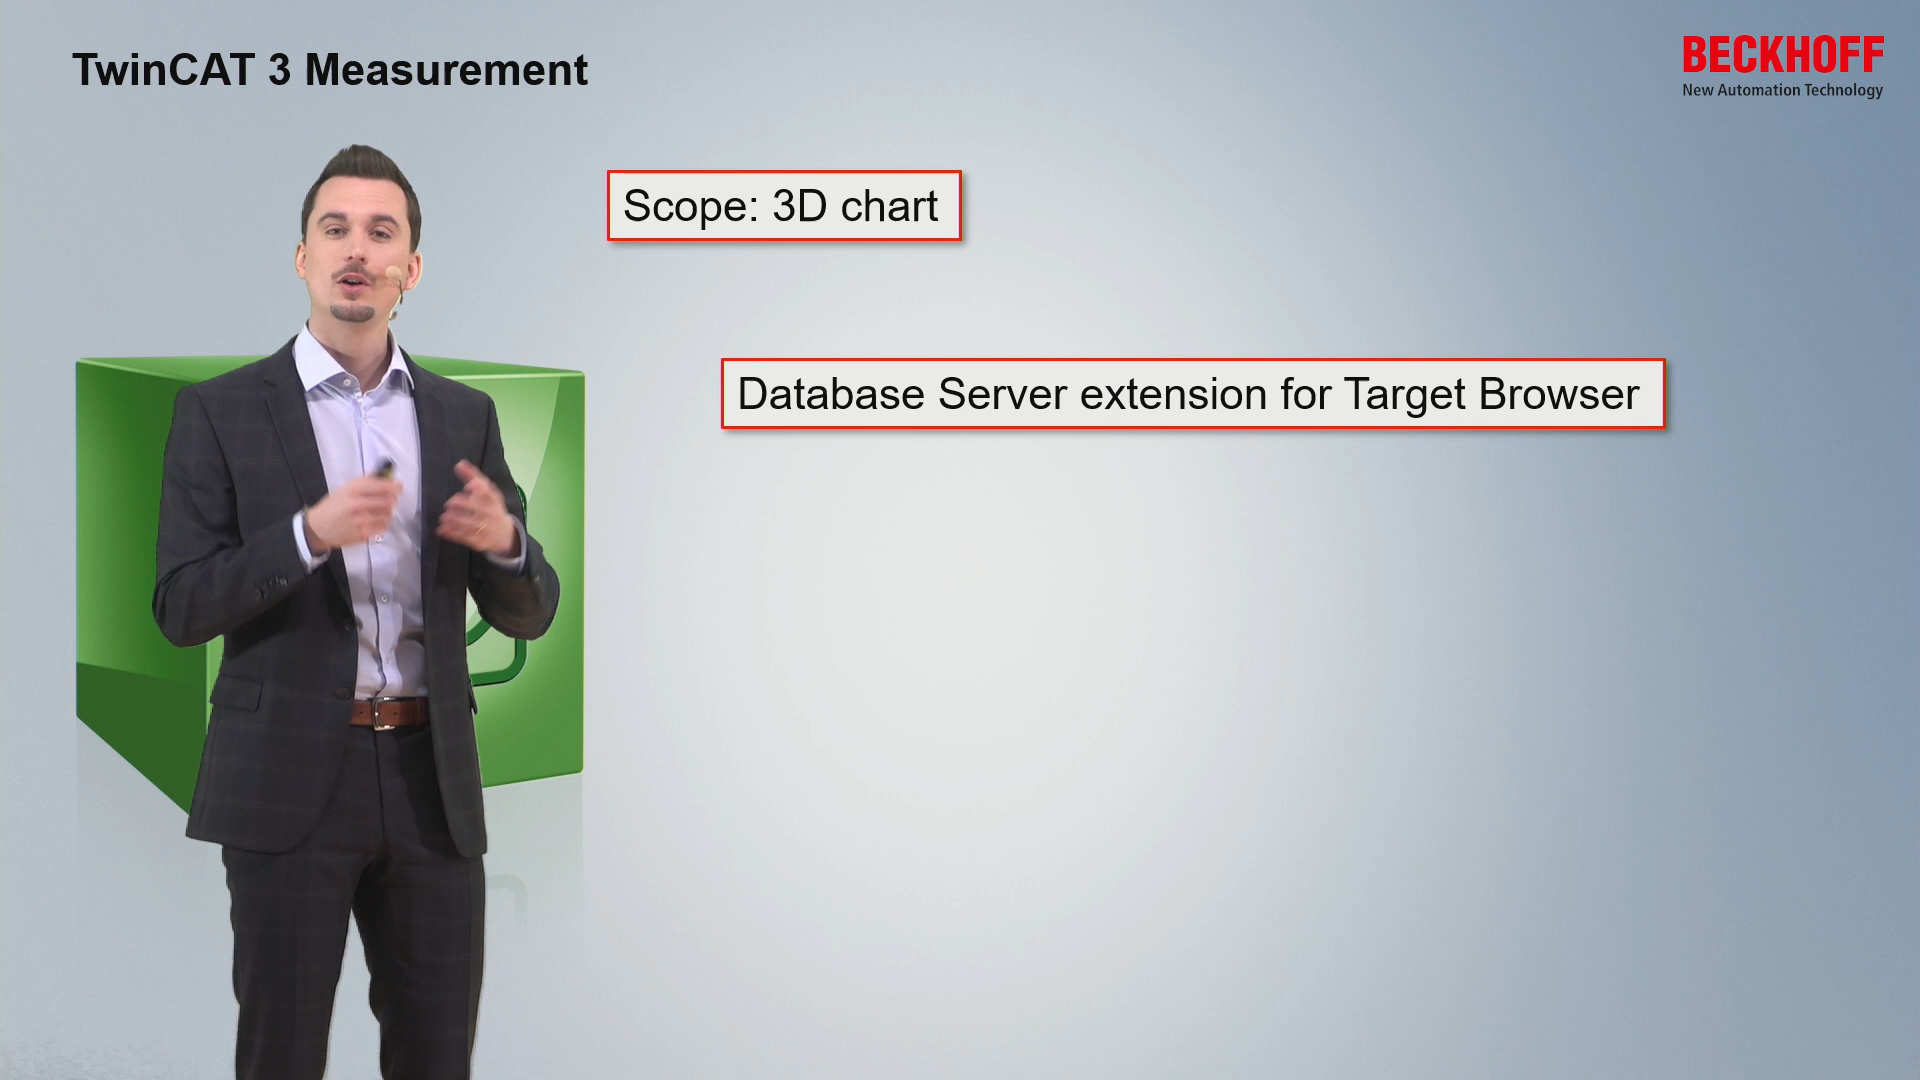 TwinCAT 3 Measurement
BECKHOFF
New Automation Technology
Scope: 3D chart
Database Server extension for Target Browser